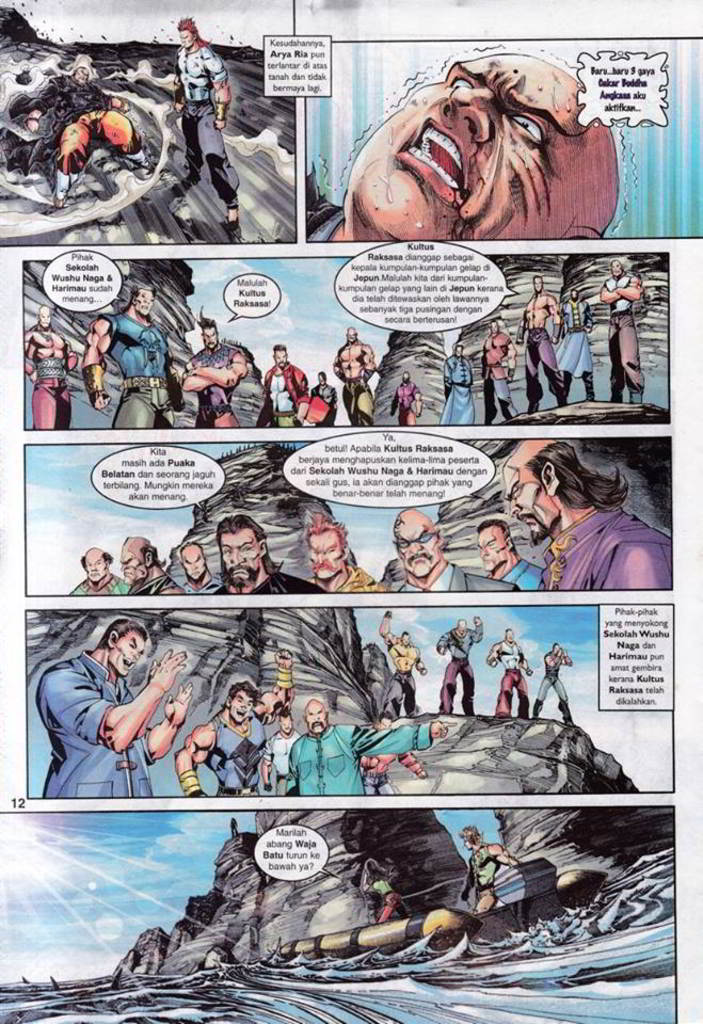 Kesudahannya,
Arya Ria pun
terlantar di atas
tanah dan tidak
bermaya lagi.
Baru..baru 3 gaya
Cakar Buddha
Angkasa aku
aktifkan...
Pihak
Sekolah
Wushu Naga &
Harimau sudah
menang...
Malulah
Kultus
Raksasa!
Kultus
Raksasa dianggap sebagai
kepala kumpulan-kumpulan gelap di
Jepun.Malulah kita dari kumpulan-
kumpulan gelap yang lain di Jepun kerana
dia telah ditewaskan oleh lawannya
sebanyak tiga pusingan dengan
secara berterusan!
Kita
masih ada Puaka
Belatan dan seorang jaguh
terbilang. Mungkin mereka
akan menang.
Ya,
betul! Apabila Kultus Raksasa
berjaya menghapuskan kelima-lima peserta
dari Sekolah Wushu Naga & Harimau dengan
sekali gus, ia akan dianggap pihak yang
benar-benar telah menang!
Pihak-pihak
yang menyokong
Sekolah Wushu
Naga dan
Harimau pun
amat gembira
kerana Kultus
Raksasa telah
dikalahkan.
12
Marilah
abang Waja
Batu turun ke
bawah ya?